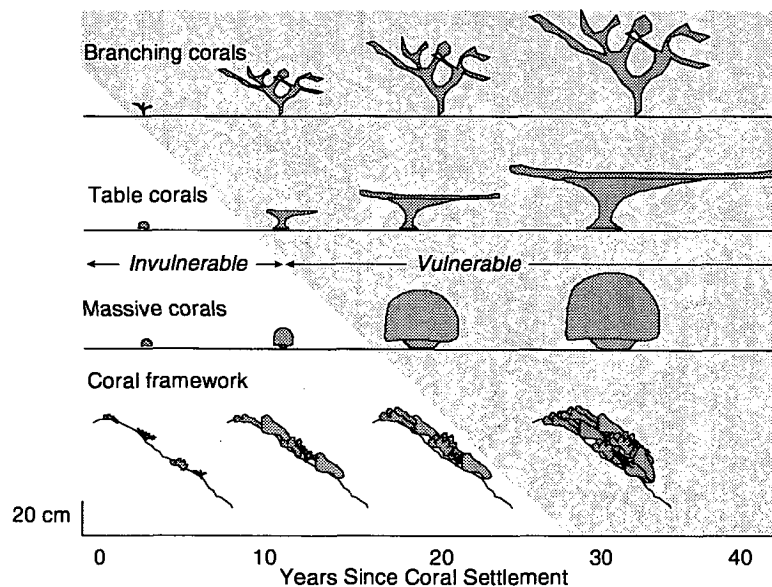 Branching corals
Table corals
Invulnerable Vulnerable
Massive corals
Coral framework
20 cm
0 10 20 30 40
Years Since Coral Settlement